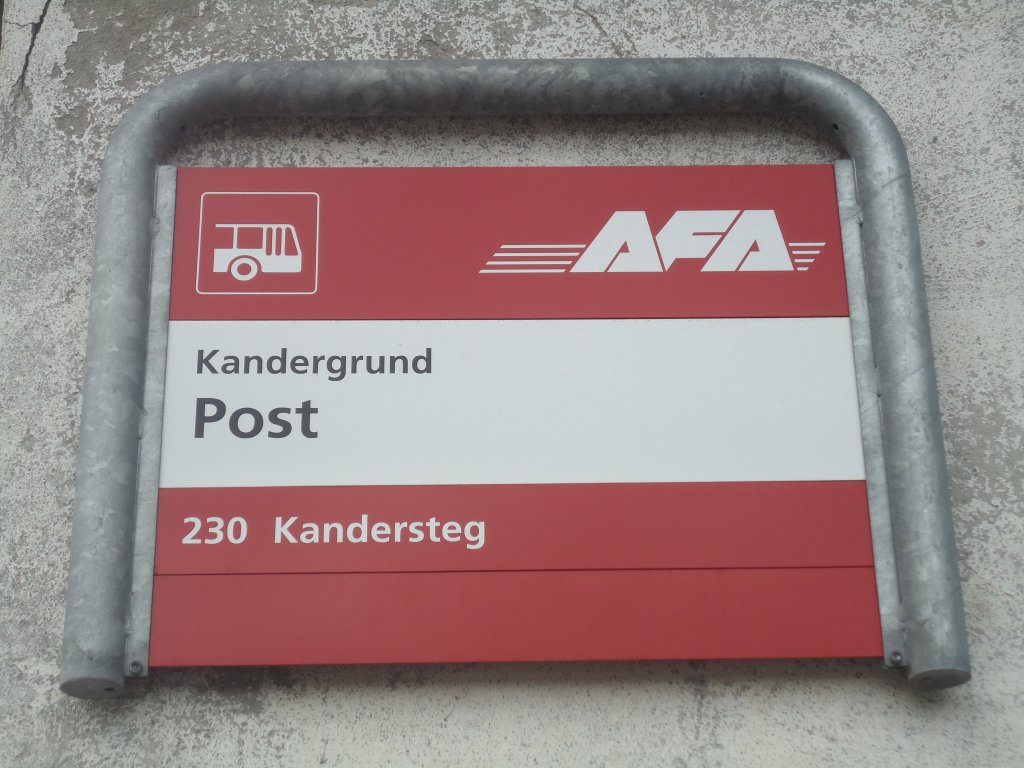 AFA
Kandergrund
Post
230 Kandersteg